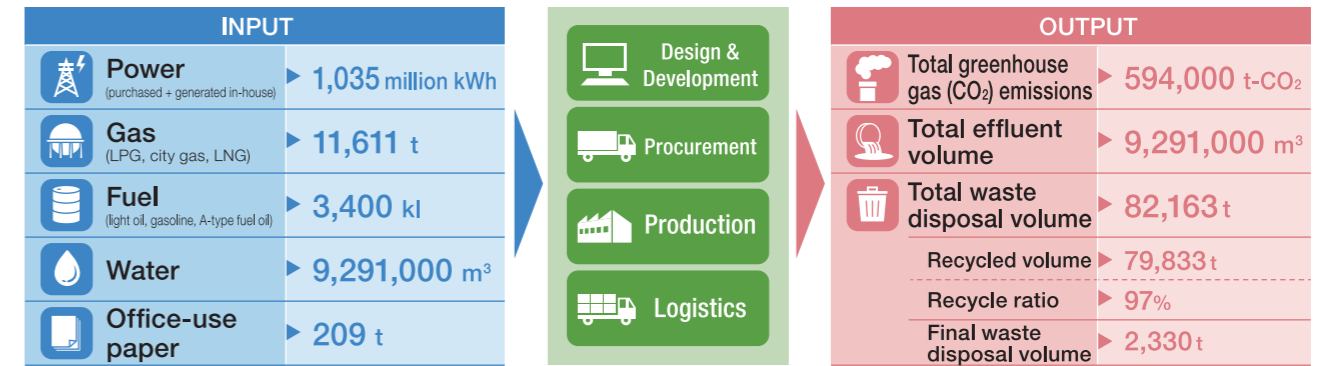 INPUT
Power
(purchased + generated in-house)
1,035 million kWh
Gas
(LPG, city gas, LNG)
11,611 t
Fuel
(light oil, gasoline, A-type fuel oil)
3,400 kl
Water
9,291,000 m³
Office-use
paper
209 t
Design &
Development
Procurement
Production
Logistics
OUTPUT
Total greenhouse
gas (CO₂) emissions
594,000 t-CO₂
Total effluent
volume
9,291,000 m³
Total waste
disposal volume
82,163 t
Recycled volume
79,833 t
Recycle ratio
97%
Final waste
disposal volume
2,330 t